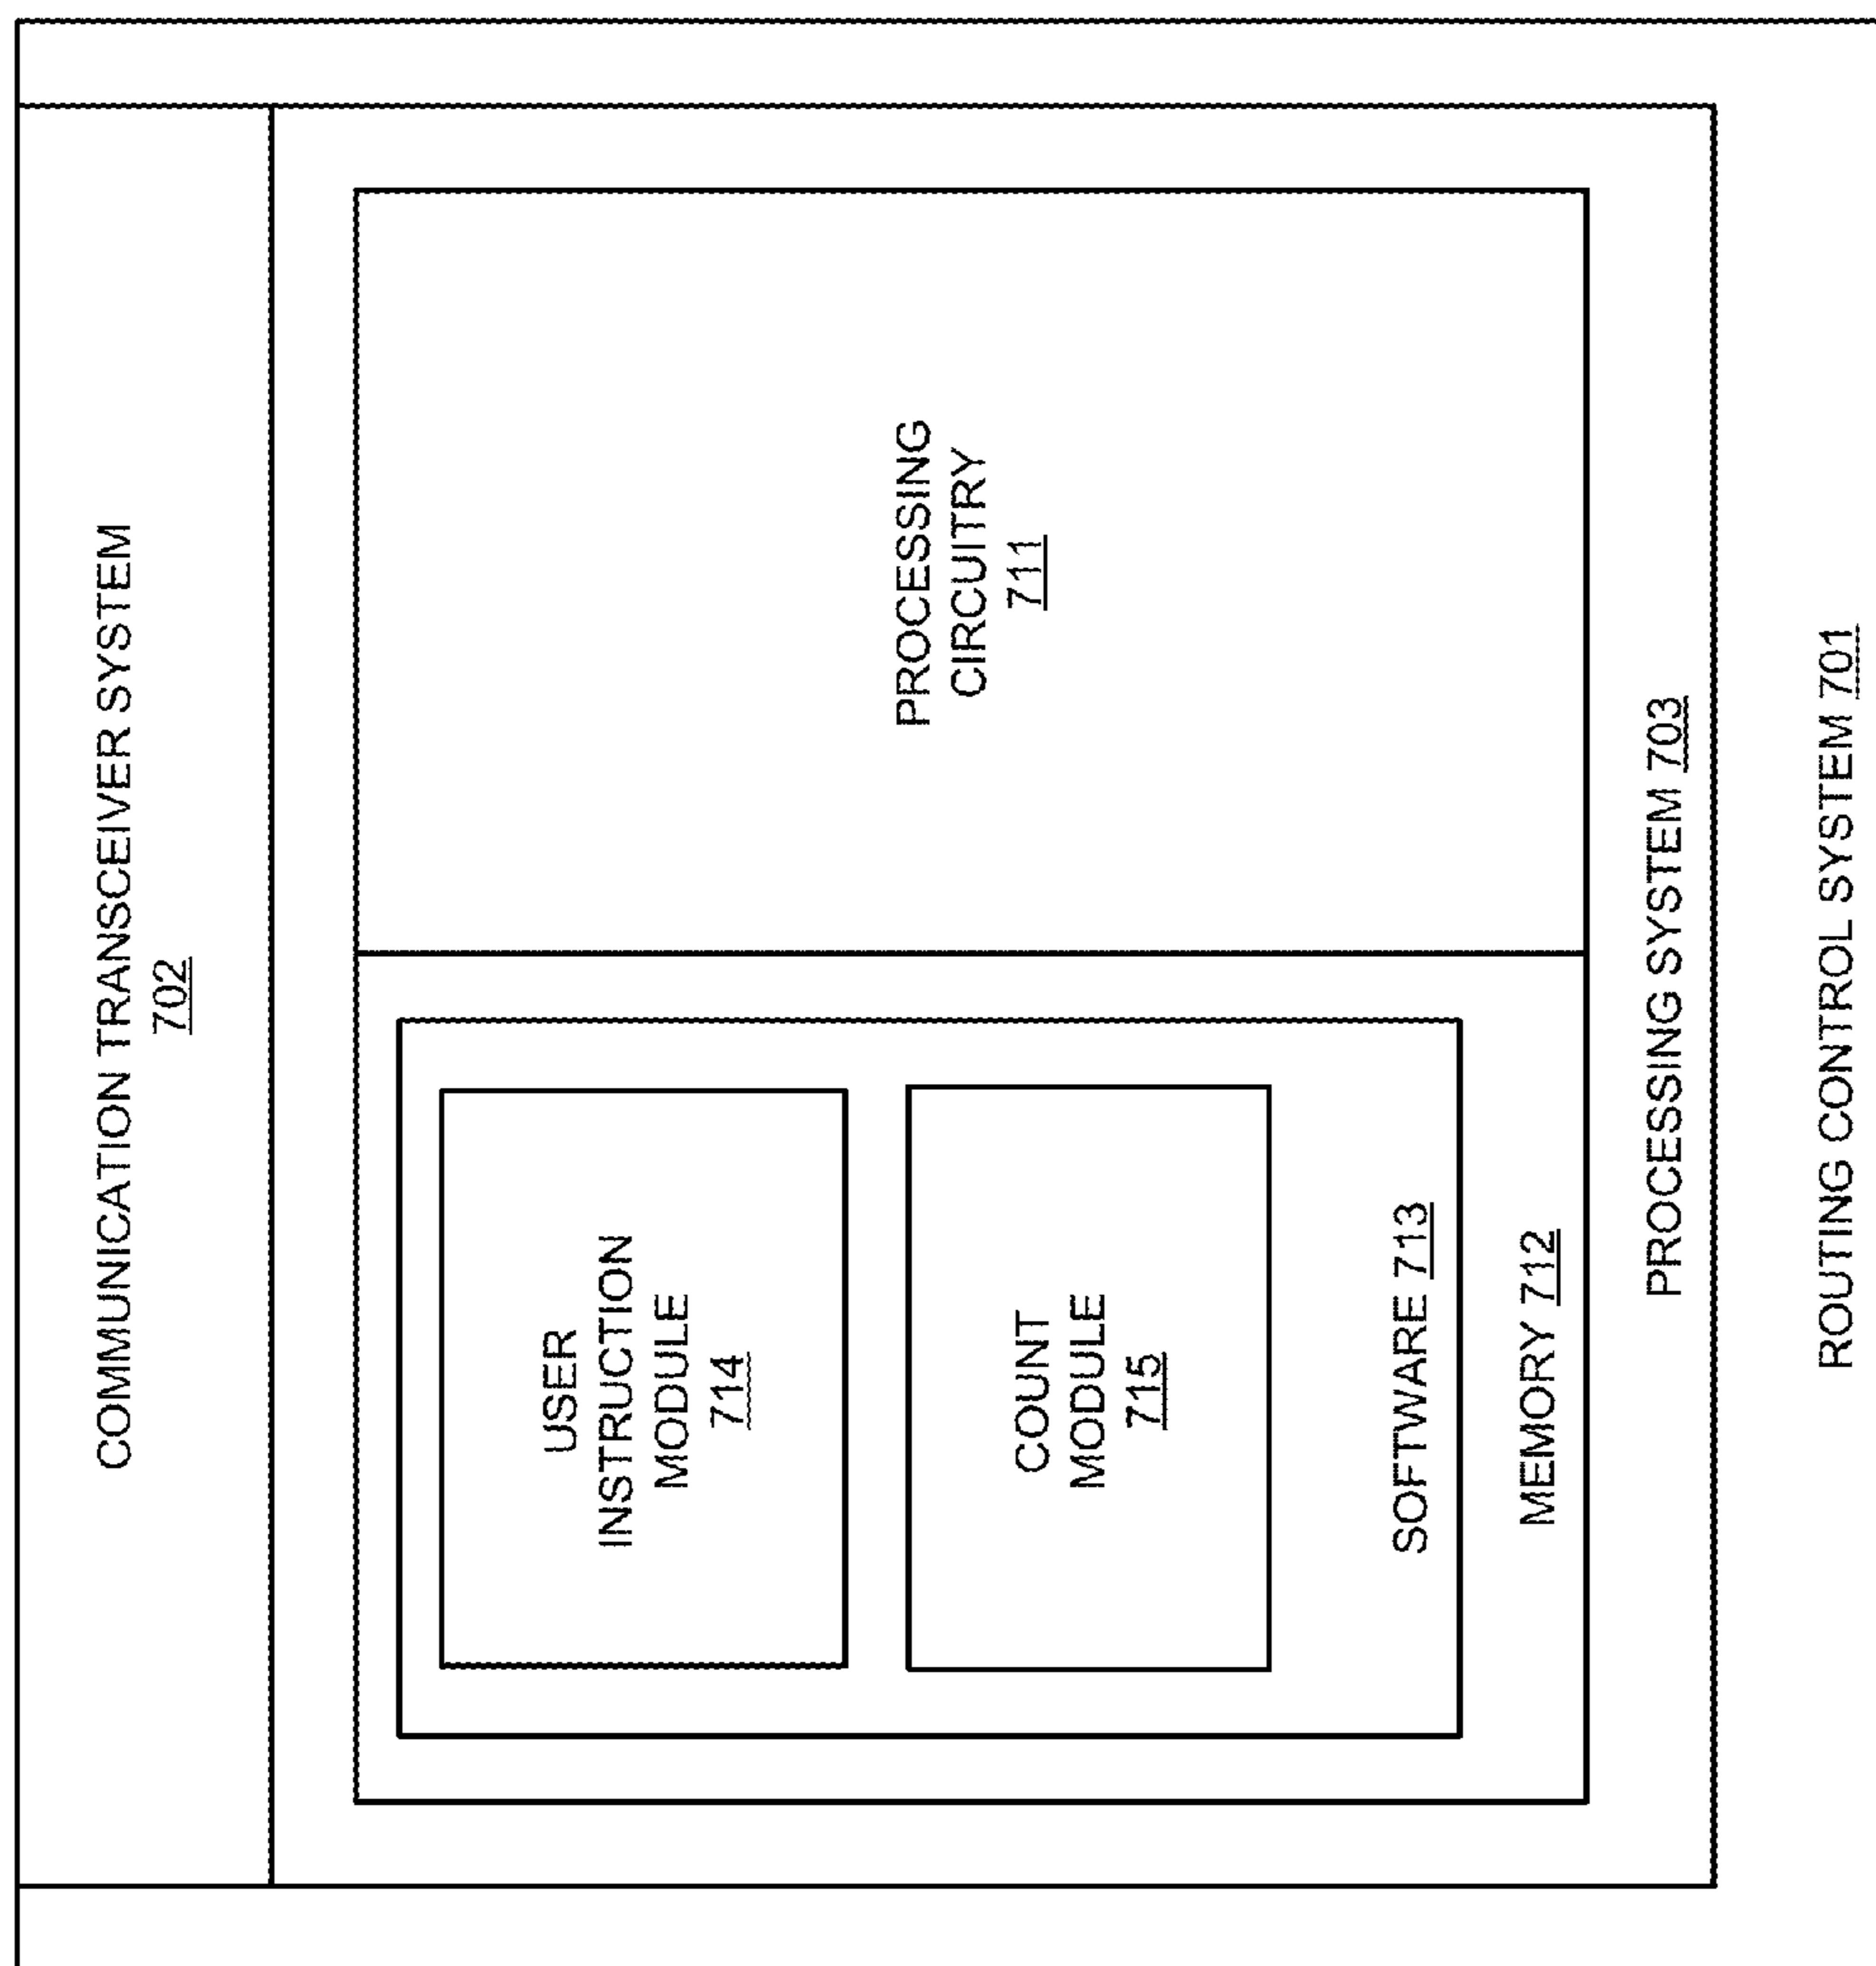 COMMUNICATION TRANSCEIVER SYSTEM
702
USER
INSTRUCTION
MODULE
714
COUNT
MODULE
715
SOFTWARE 713
MEMORY 712
PROCESSING
CIRCUITRY
711
PROCESSING SYSTEM 703
ROUTING CONTROL SYSTEM 701